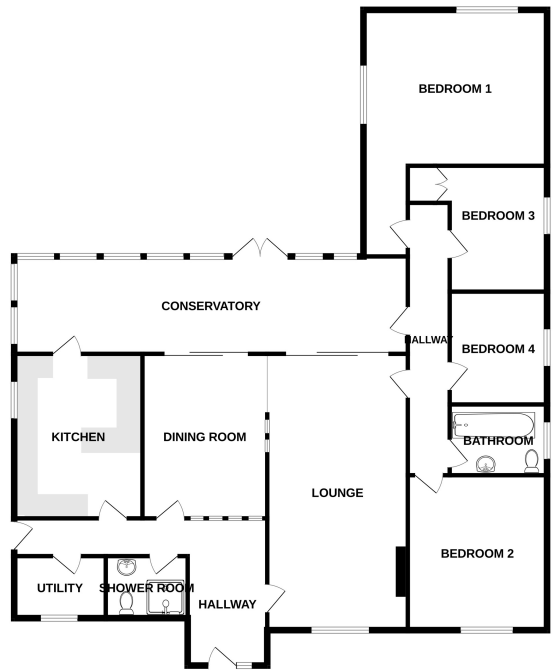 BEDROOM 1
BEDROOM 3
CONSERVATORY
HALLWAY
BEDROOM 4
KITCHEN
DINING ROOM
BATHROOM
LOUNGE
BEDROOM 2
UTILITY
SHOWER ROOM
HALLWAY